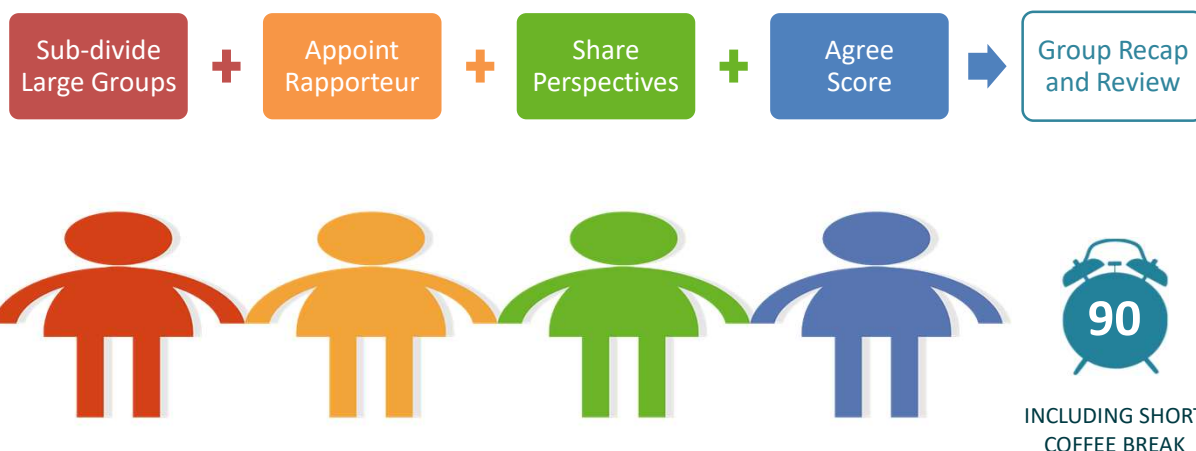 Sub-divide
Large Groups
Appoint
Rapporteur
Share
Perspectives
Agree
Score
Group Recap
and Review
90
INCLUDING SHORT
COFFEE BREAK